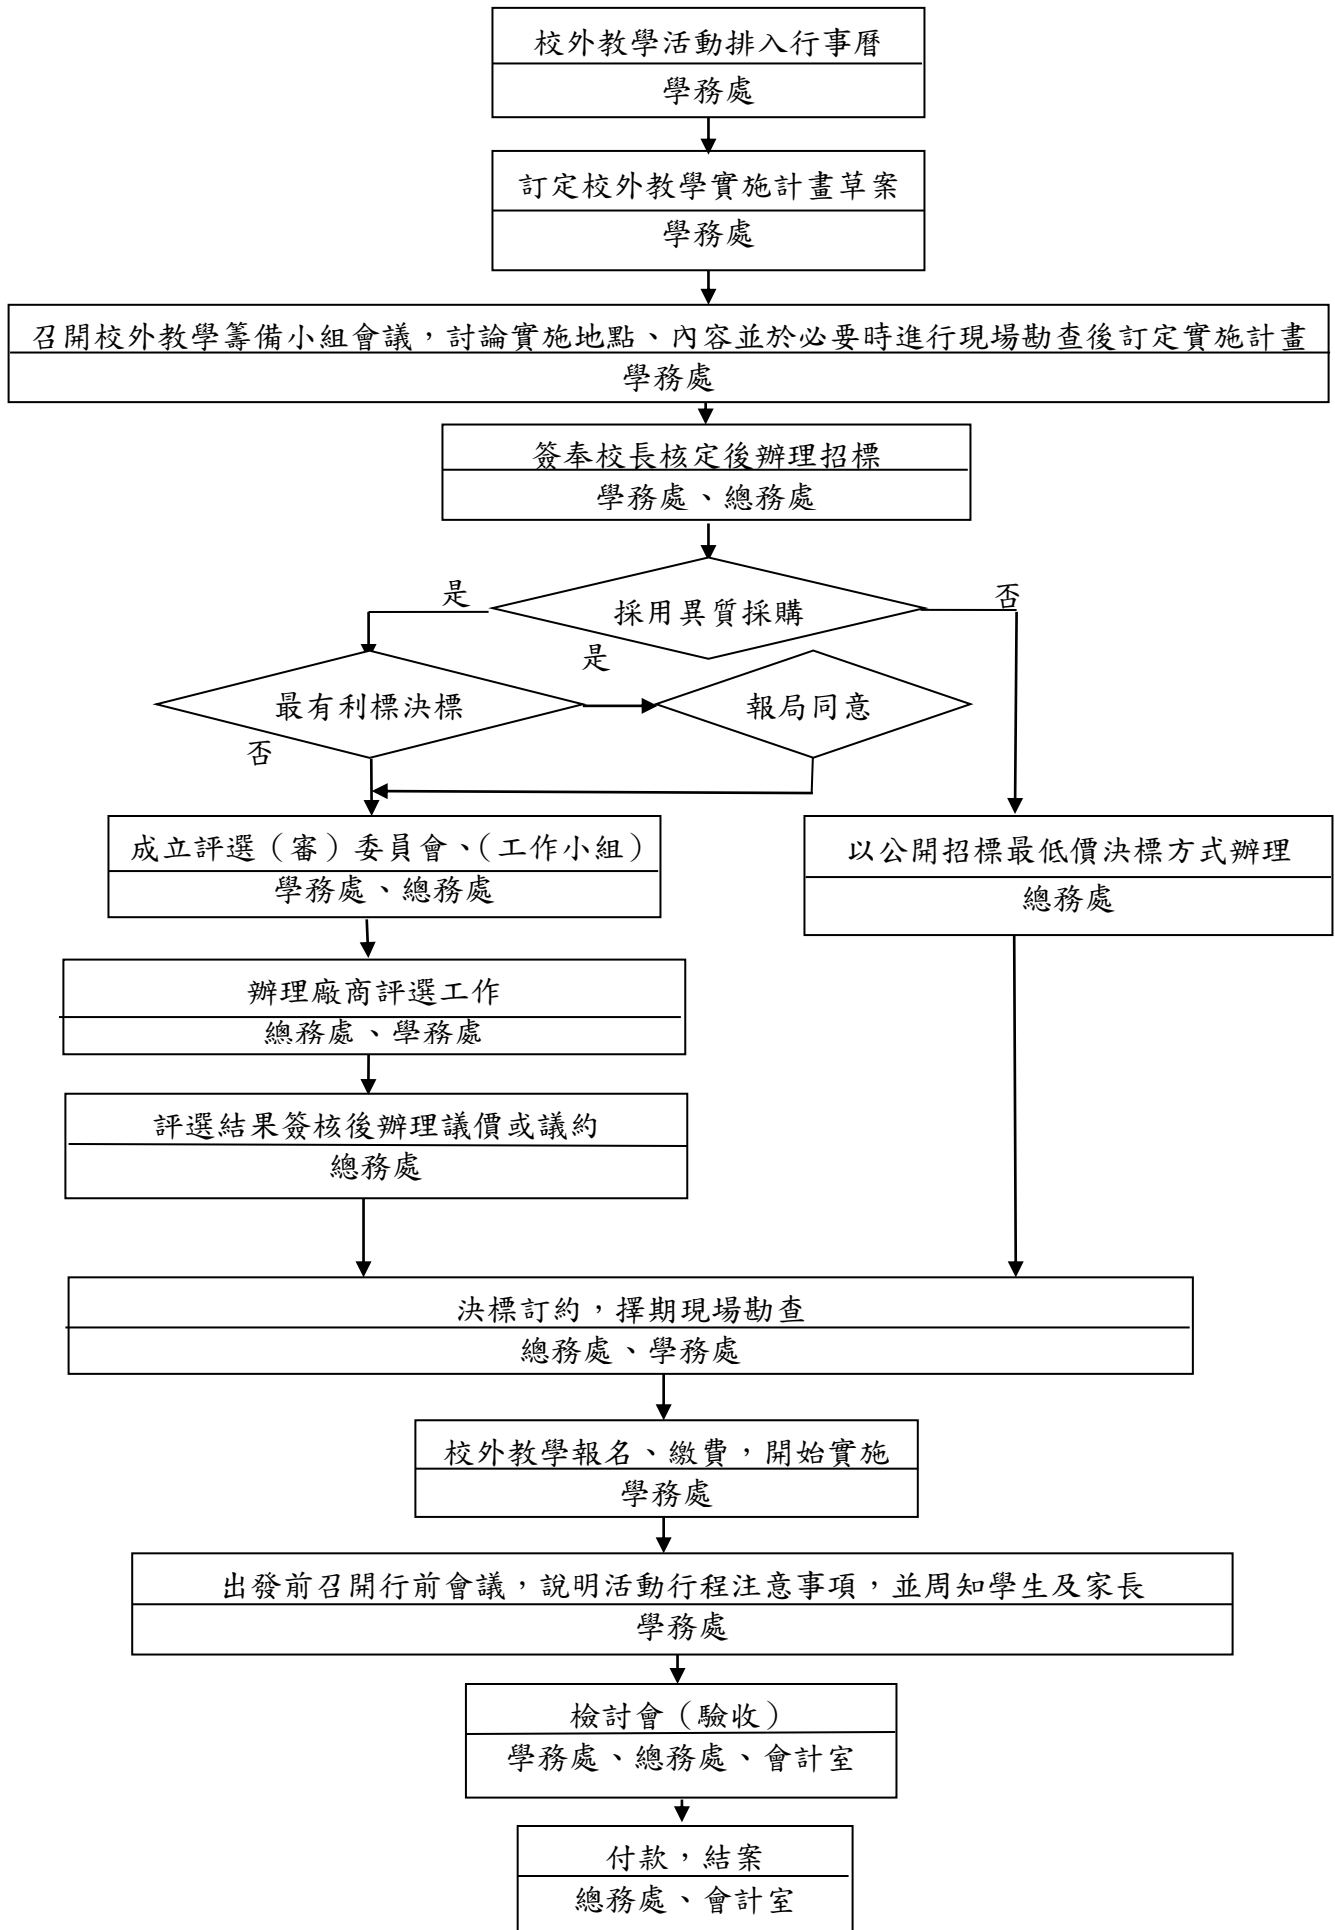 校外教學活動排入行事曆
學務處
訂定校外教學實施計畫草案
學務處
召開校外教學籌備小組會議，討論實施地點、內容並於必要時進行現場勘查後訂定實施計畫
學務處
簽奉校長核定後辦理招標
學務處、總務處
是
採用異質採購
否
是
最有利標決標
報局同意
否
成立評選（審）委員會、（工作小組）
學務處、總務處
以公開招標最低價決標方式辦理
總務處
辦理廠商評選工作
總務處、學務處
評選結果簽核後辦理議價或議約
總務處
決標訂約，擇期現場勘查
總務處、學務處
校外教學報名、繳費，開始實施
學務處
出發前召開行前會議，說明活動行程注意事項，並周知學生及家長
學務處
檢討會（驗收）
學務處、總務處、會計室
付款，結案
總務處、會計室